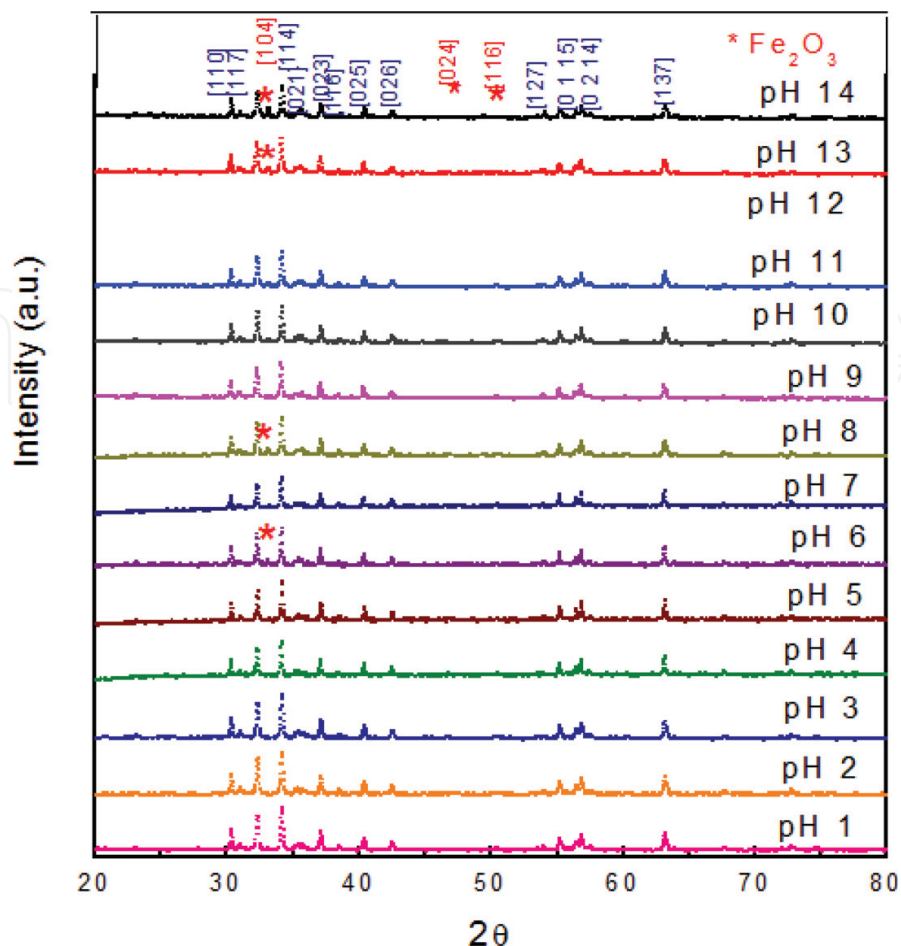 [110]
[117]
[104]
[114]
[021]
[023]
[116]
[025]
[026]
[024]
[116]
[127]
[0 1 15]
[0 2 14]
[137]
* Fe₂O₃
pH 14
pH 13
pH 12
pH 11
pH 10
pH 9
pH 8
pH 7
pH 6
pH 5
pH 4
pH 3
pH 2
pH 1
Intensity (a.u.)
20 30 40 50 60 70 80
2θ